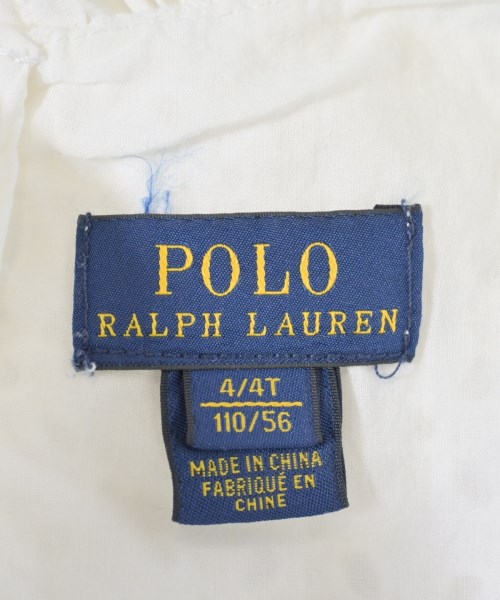 POLO
RALPH LAUREN
4/4T
110/56
MADE IN CHINA
FABRIQUÉ EN
CHINE